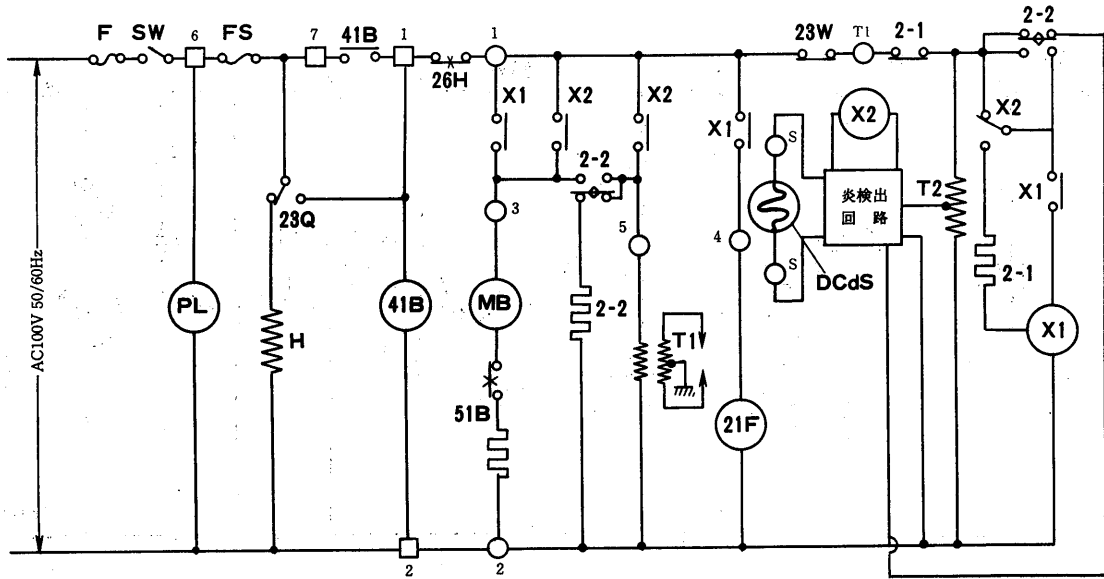 F
SW
6
FS
7
41B
1
26H
1
X1
X2
X2
2-2
X1
23W
T1
2-1
2-2
X2
S
炎検出
回 路
T2
X2
X1
23Q
3
5
4
S
DCdS
AC100V 50/60Hz
PL
H
41B
MB
2-2
T1
2-1
X1
51B
21F
2
2